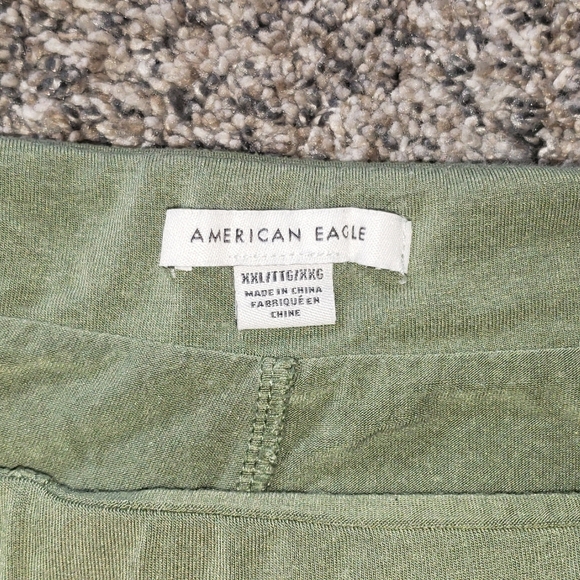 AMERICAN EAGLE
XXL/TTG/XXG
MADE IN CHINA
FABRIQUÉ EN
CHINE